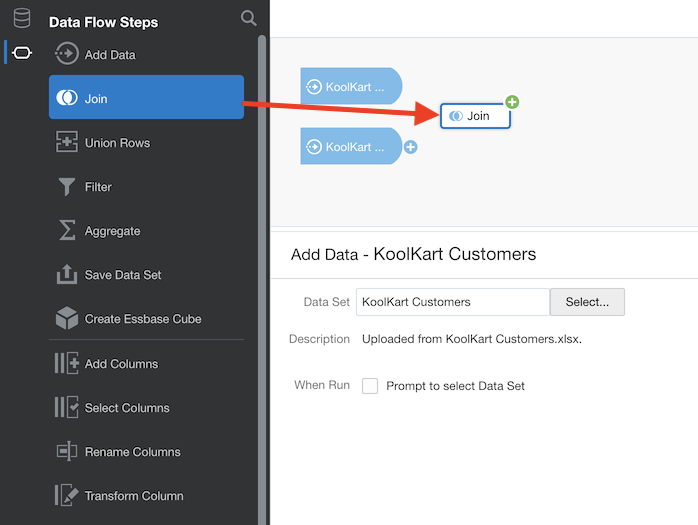 Data Flow Steps
Add Data
Join
Union Rows
Filter
Aggregate
Save Data Set
Create Essbase Cube
Add Columns
Select Columns
Rename Columns
Transform Column
KoolKart ...
Join
KoolKart ...
Add Data - KoolKart Customers
Data Set KoolKart Customers Select...
Description Uploaded from KoolKart Customers.xlsx.
When Run Prompt to select Data Set